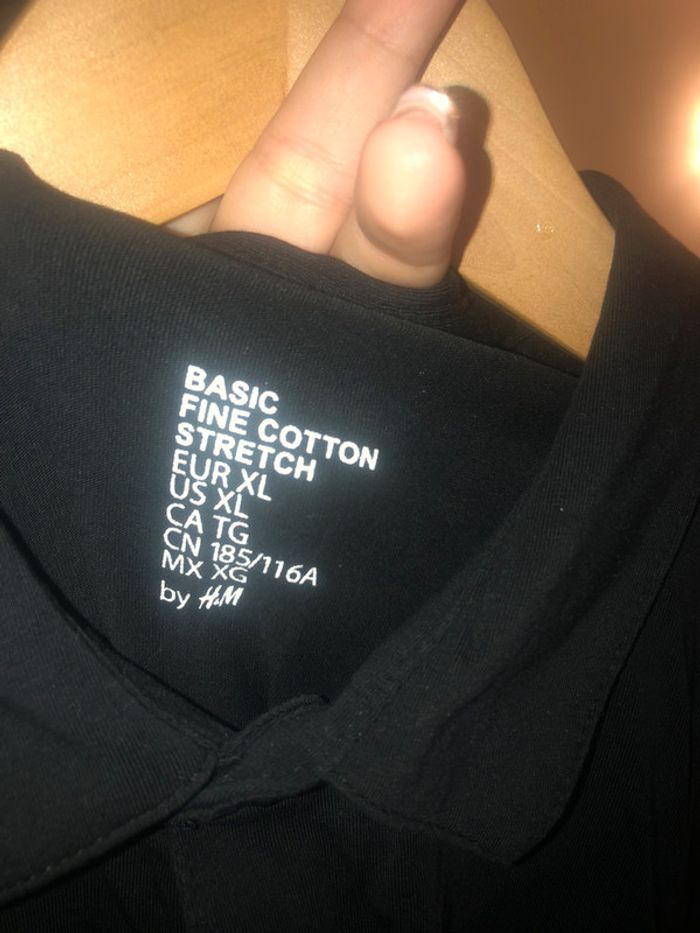 BASIC
FINE COTTON
STRETCH
EUR XL
US XL
CA TG
CN 185/116A
MX XG
by H&M